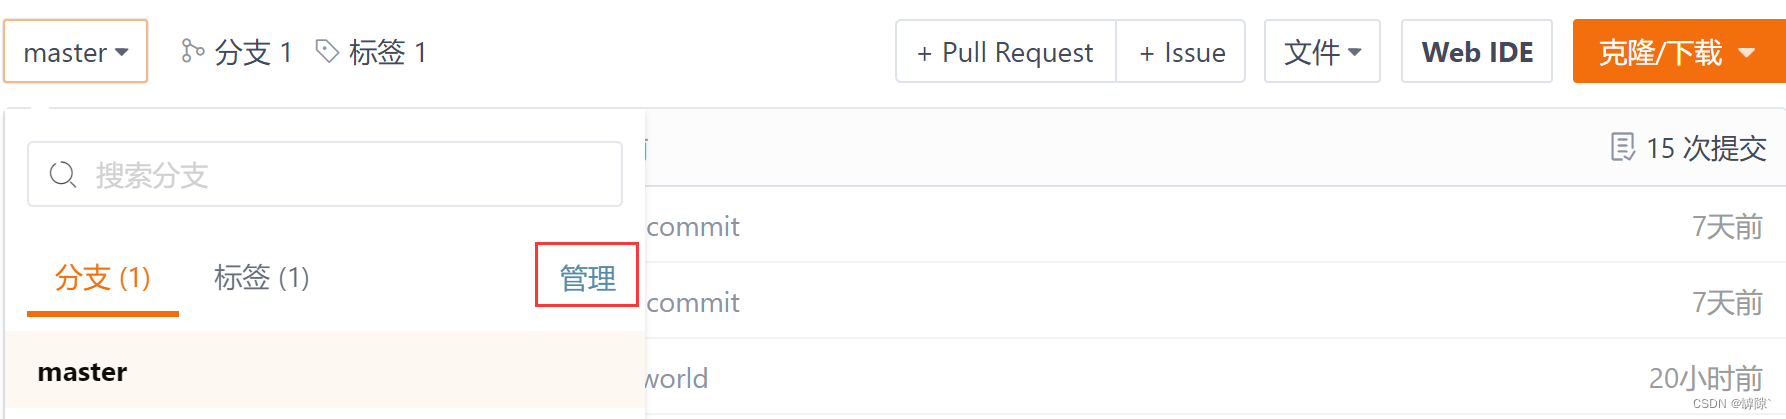 master 分支 1 标签 1 + Pull Request + Issue 文件 Web IDE 克隆/下载
搜索分支
15 次提交
commit 7天前
分支 (1) 标签 (1) 管理
commit 7天前
master
world 20小时前
CSDN @罅隙`